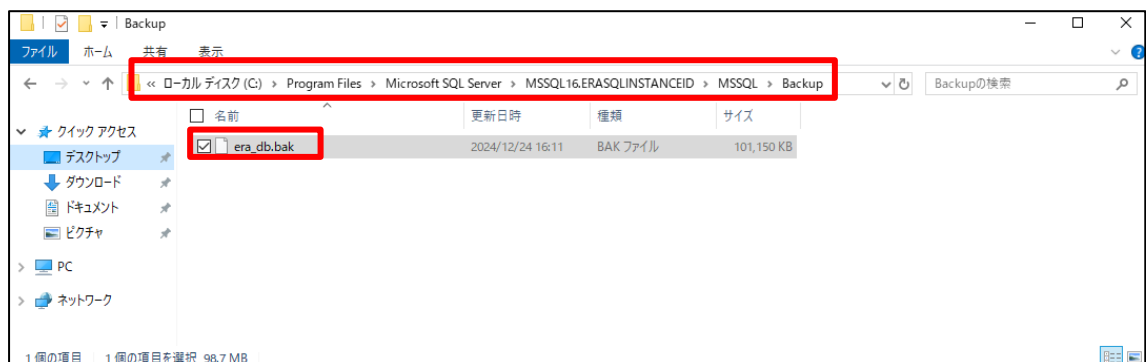 Backup
ファイル ホーム 共有 表示
« ローカル ディスク (C:) › Program Files › Microsoft SQL Server › MSSQL16.ERASQLINSTANCEID › MSSQL › Backup
Backupの検索
名前 更新日時 種類 サイズ
クイック アクセス
era_db.bak 2024/12/24 16:11 BAK ファイル 101,150 KB
デスクトップ
ダウンロード
ドキュメント
ピクチャ
PC
ネットワーク
1 個の項目 1 個の項目を選択 98.7 MB